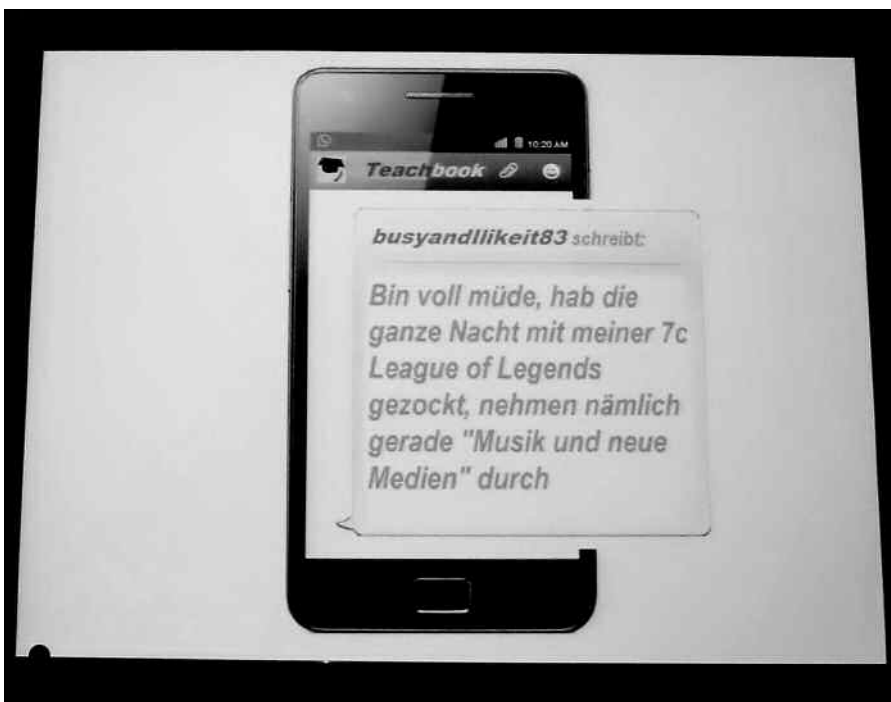 10:20 AM
Teachbook
busyandIlikeit83 schreibt:
Bin voll müde, hab die
ganze Nacht mit meiner 7c
League of Legends
gezockt, nehmen nämlich
gerade "Musik und neue
Medien" durch